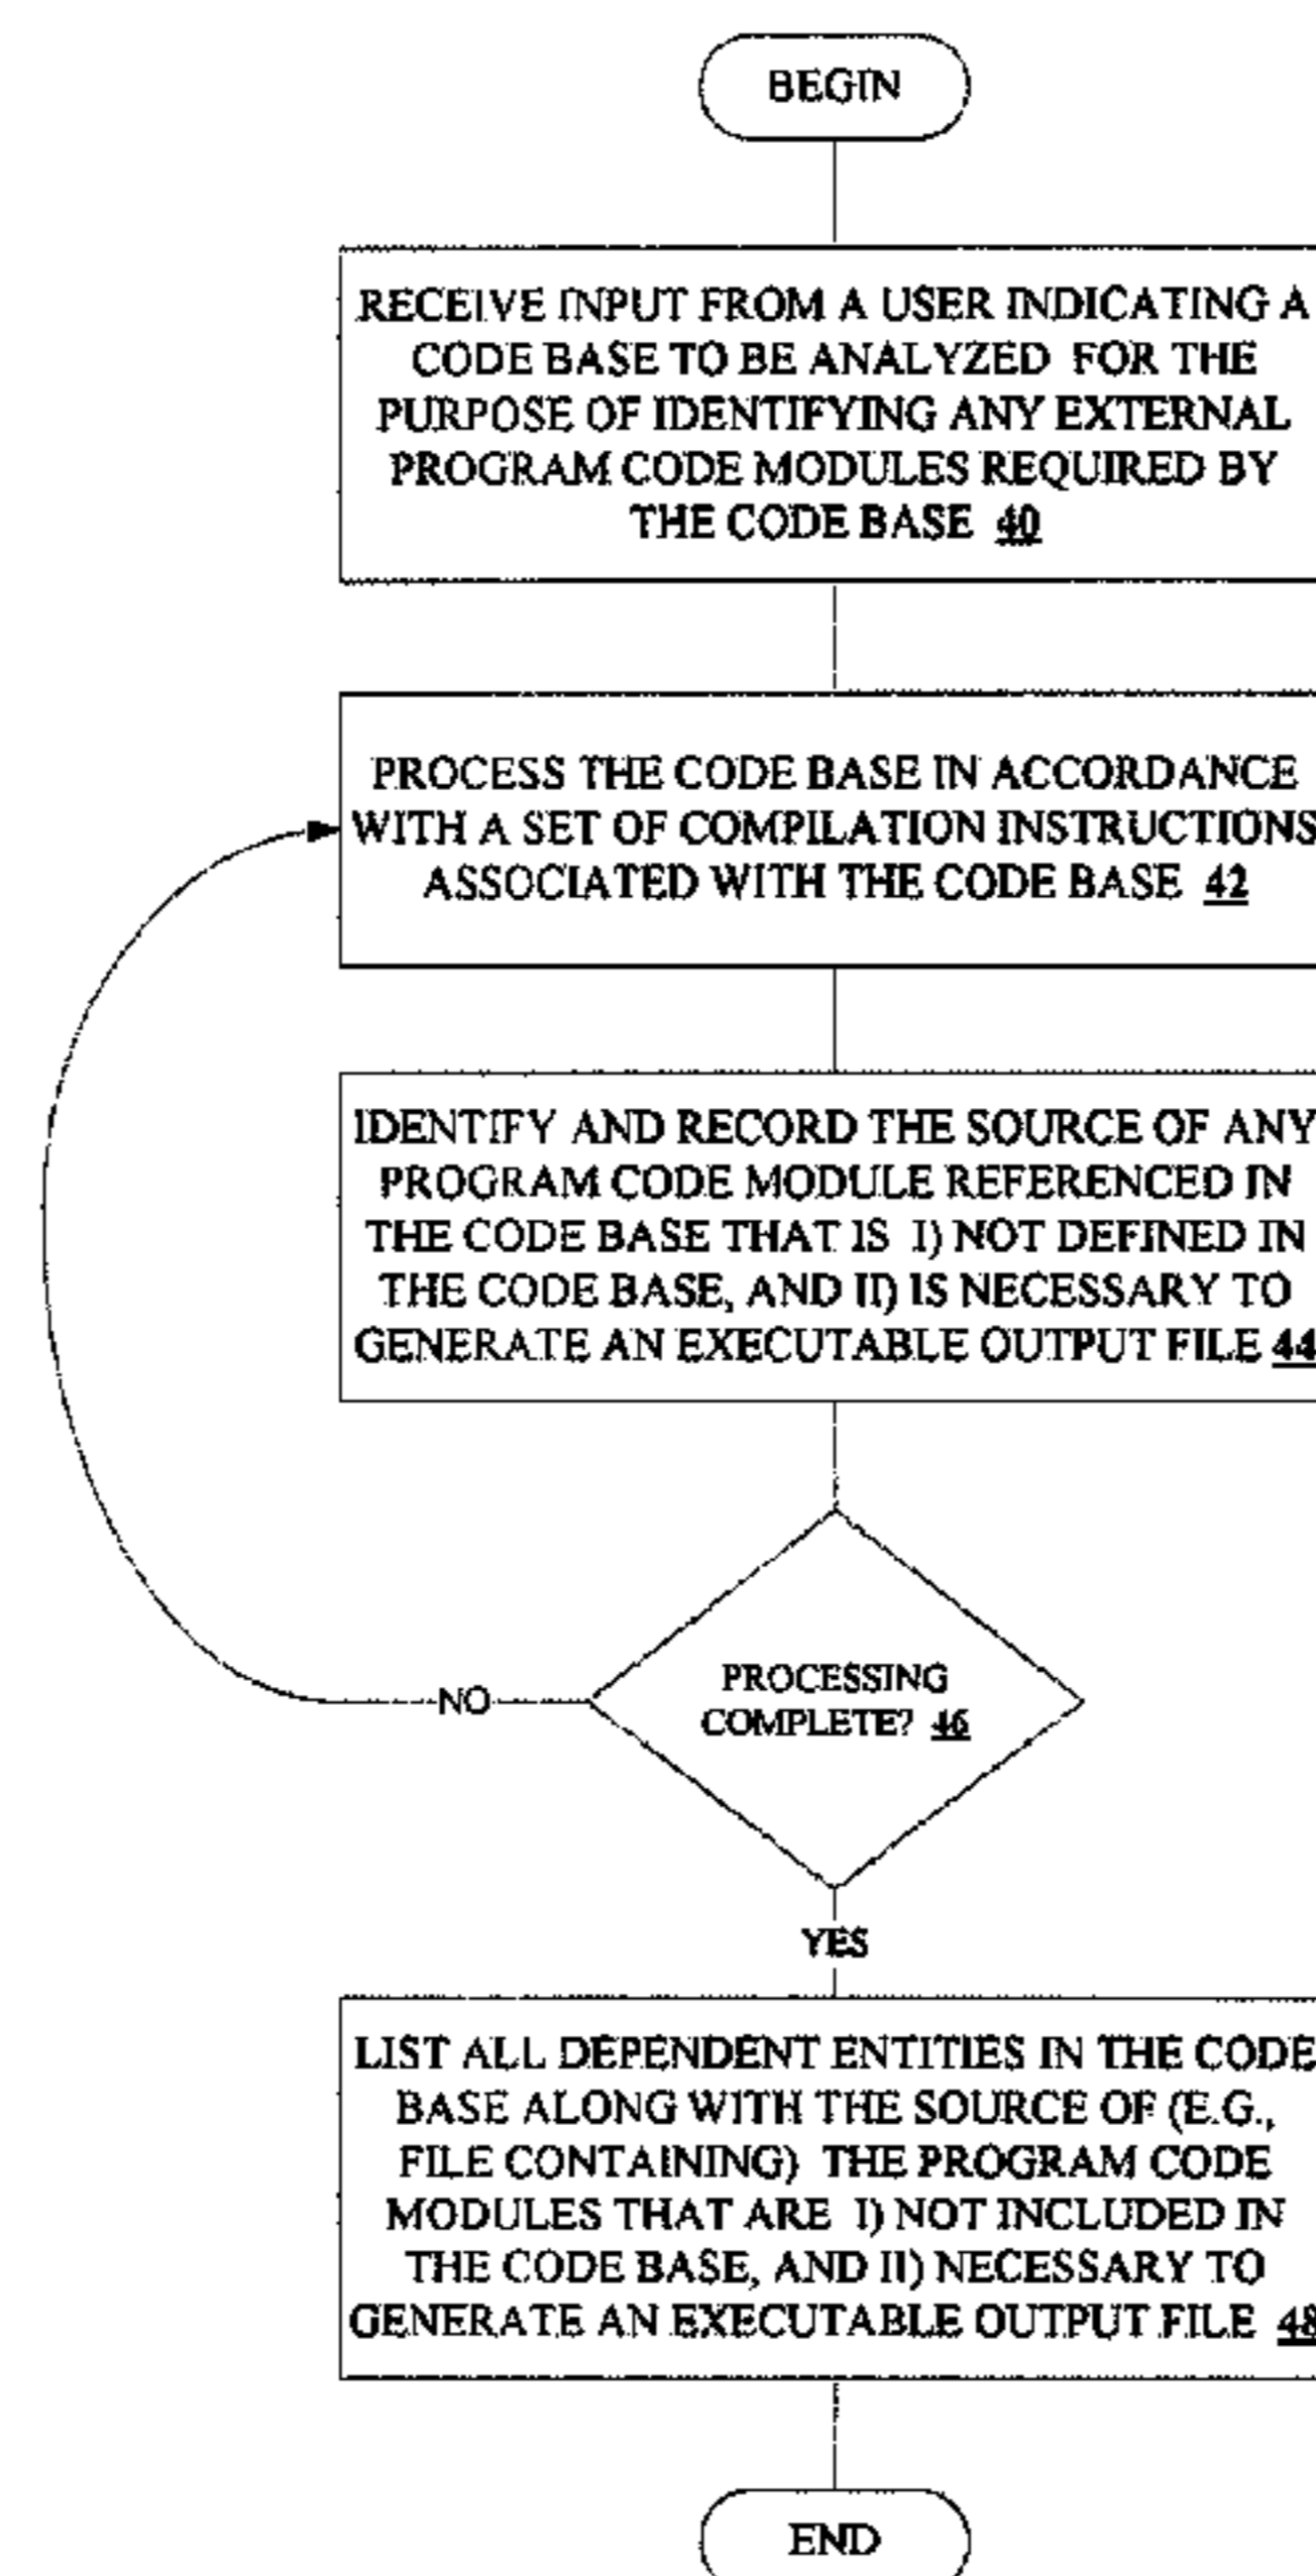 BEGIN
RECEIVE INPUT FROM A USER INDICATING A
CODE BASE TO BE ANALYZED FOR THE
PURPOSE OF IDENTIFYING ANY EXTERNAL
PROGRAM CODE MODULES REQUIRED BY
THE CODE BASE 40
PROCESS THE CODE BASE IN ACCORDANCE
WITH A SET OF COMPILATION INSTRUCTIONS
ASSOCIATED WITH THE CODE BASE 42
IDENTIFY AND RECORD THE SOURCE OF ANY
PROGRAM CODE MODULE REFERENCED IN
THE CODE BASE THAT IS I) NOT DEFINED IN
THE CODE BASE, AND II) IS NECESSARY TO
GENERATE AN EXECUTABLE OUTPUT FILE 44
NO
PROCESSING
COMPLETE? 46
YES
LIST ALL DEPENDENT ENTITIES IN THE CODE
BASE ALONG WITH THE SOURCE OF (E.G.,
FILE CONTAINING) THE PROGRAM CODE
MODULES THAT ARE I) NOT INCLUDED IN
THE CODE BASE, AND II) NECESSARY TO
GENERATE AN EXECUTABLE OUTPUT FILE 48
END